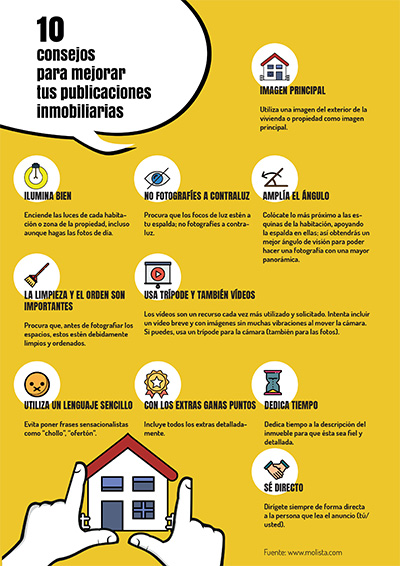 10
consejos
para mejorar
tus publicaciones
inmobiliarias
IMAGEN PRINCIPAL
Utiliza una imagen del exterior de la
vivienda o propiedad como imagen
principal.
ILUMINA BIEN
Enciende las luces de cada habita-
ción o zona de la propiedad, incluso
aunque hagas las fotos de día.
NO FOTOGRAFÍES A CONTRALUZ
Procura que los focos de luz estén a
tu espalda; no fotografíes a contra-
luz.
AMPLÍA EL ÁNGULO
Colócate lo más próximo a las es-
quinas de la habitación, apoyando
la espalda en ellas; así obtendrás un
mejor ángulo de visión para poder
hacer una fotografía con una mayor
panorámica.
LA LIMPIEZA Y EL ORDEN SON
IMPORTANTES
Procura que, antes de fotografiar los
espacios, estos estén debidamente
limpios y ordenados.
USA TRÍPODE Y TAMBIÉN VÍDEOS
Los vídeos son un recurso cada vez más utilizado y solicitado. Intenta incluir
un vídeo breve y con imágenes sin muchas vibraciones al mover la cámara.
Si puedes, usa un trípode para la cámara (también para las fotos).
UTILIZA UN LENGUAJE SENCILLO
Evita poner frases sensacionalistas
como "chollo", "ofertón".
CON LOS EXTRAS GANAS PUNTOS
Incluye todos los extras detallada-
mente.
DEDICA TIEMPO
Dedica tiempo a la descripción del
inmueble para que ésta sea fiel y
detallada.
SÉ DIRECTO
Dirígete siempre de forma directa
a la persona que lea el anuncio (tú/
usted).
Fuente: www.molista.com